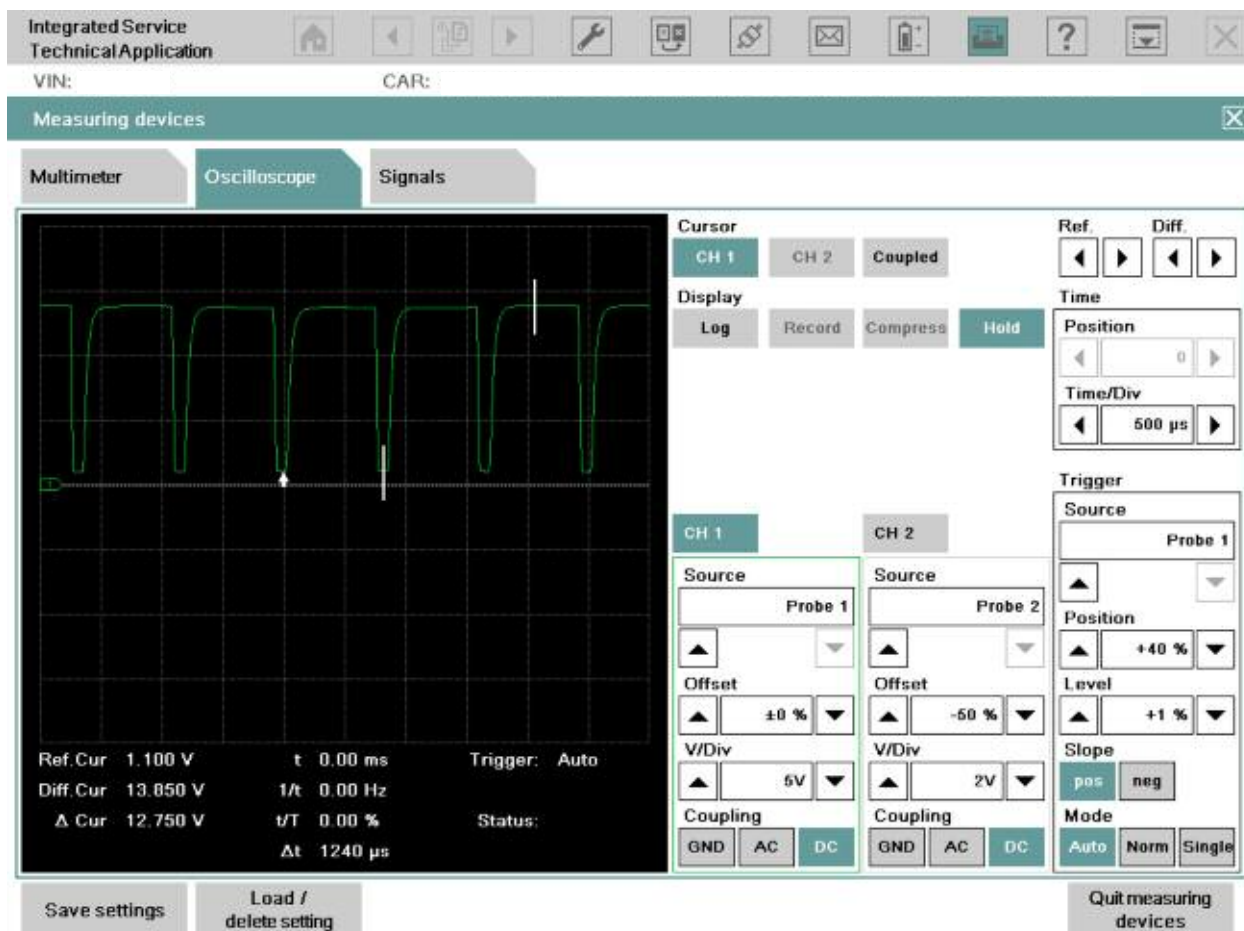 Integrated Service
Technical Application
?
VIN: CAR:
Measuring devices
Multimeter Oscilloscope Signals
Cursor
CH 1 CH 2 Coupled
Ref. Diff.
Display
Log Record Compress Hold
Time
Position
0
Time/Div
500 µs
1
Trigger
Source
Probe 1
Position
+40 %
Level
+1 %
Slope
pos neg
Mode
Auto Norm Single
CH 1
Source
Probe 1
Offset
±0 %
V/Div
5V
Coupling
GND AC DC
CH 2
Source
Probe 2
Offset
-50 %
V/Div
2V
Coupling
GND AC DC
Ref.Cur 1.100 V t 0.00 ms Trigger: Auto
Diff.Cur 13.850 V 1/t 0.00 Hz
Δ Cur 12.750 V t/T 0.00 % Status:
Δt 1240 µs
Save settings
Load /
delete setting
Quit measuring
devices